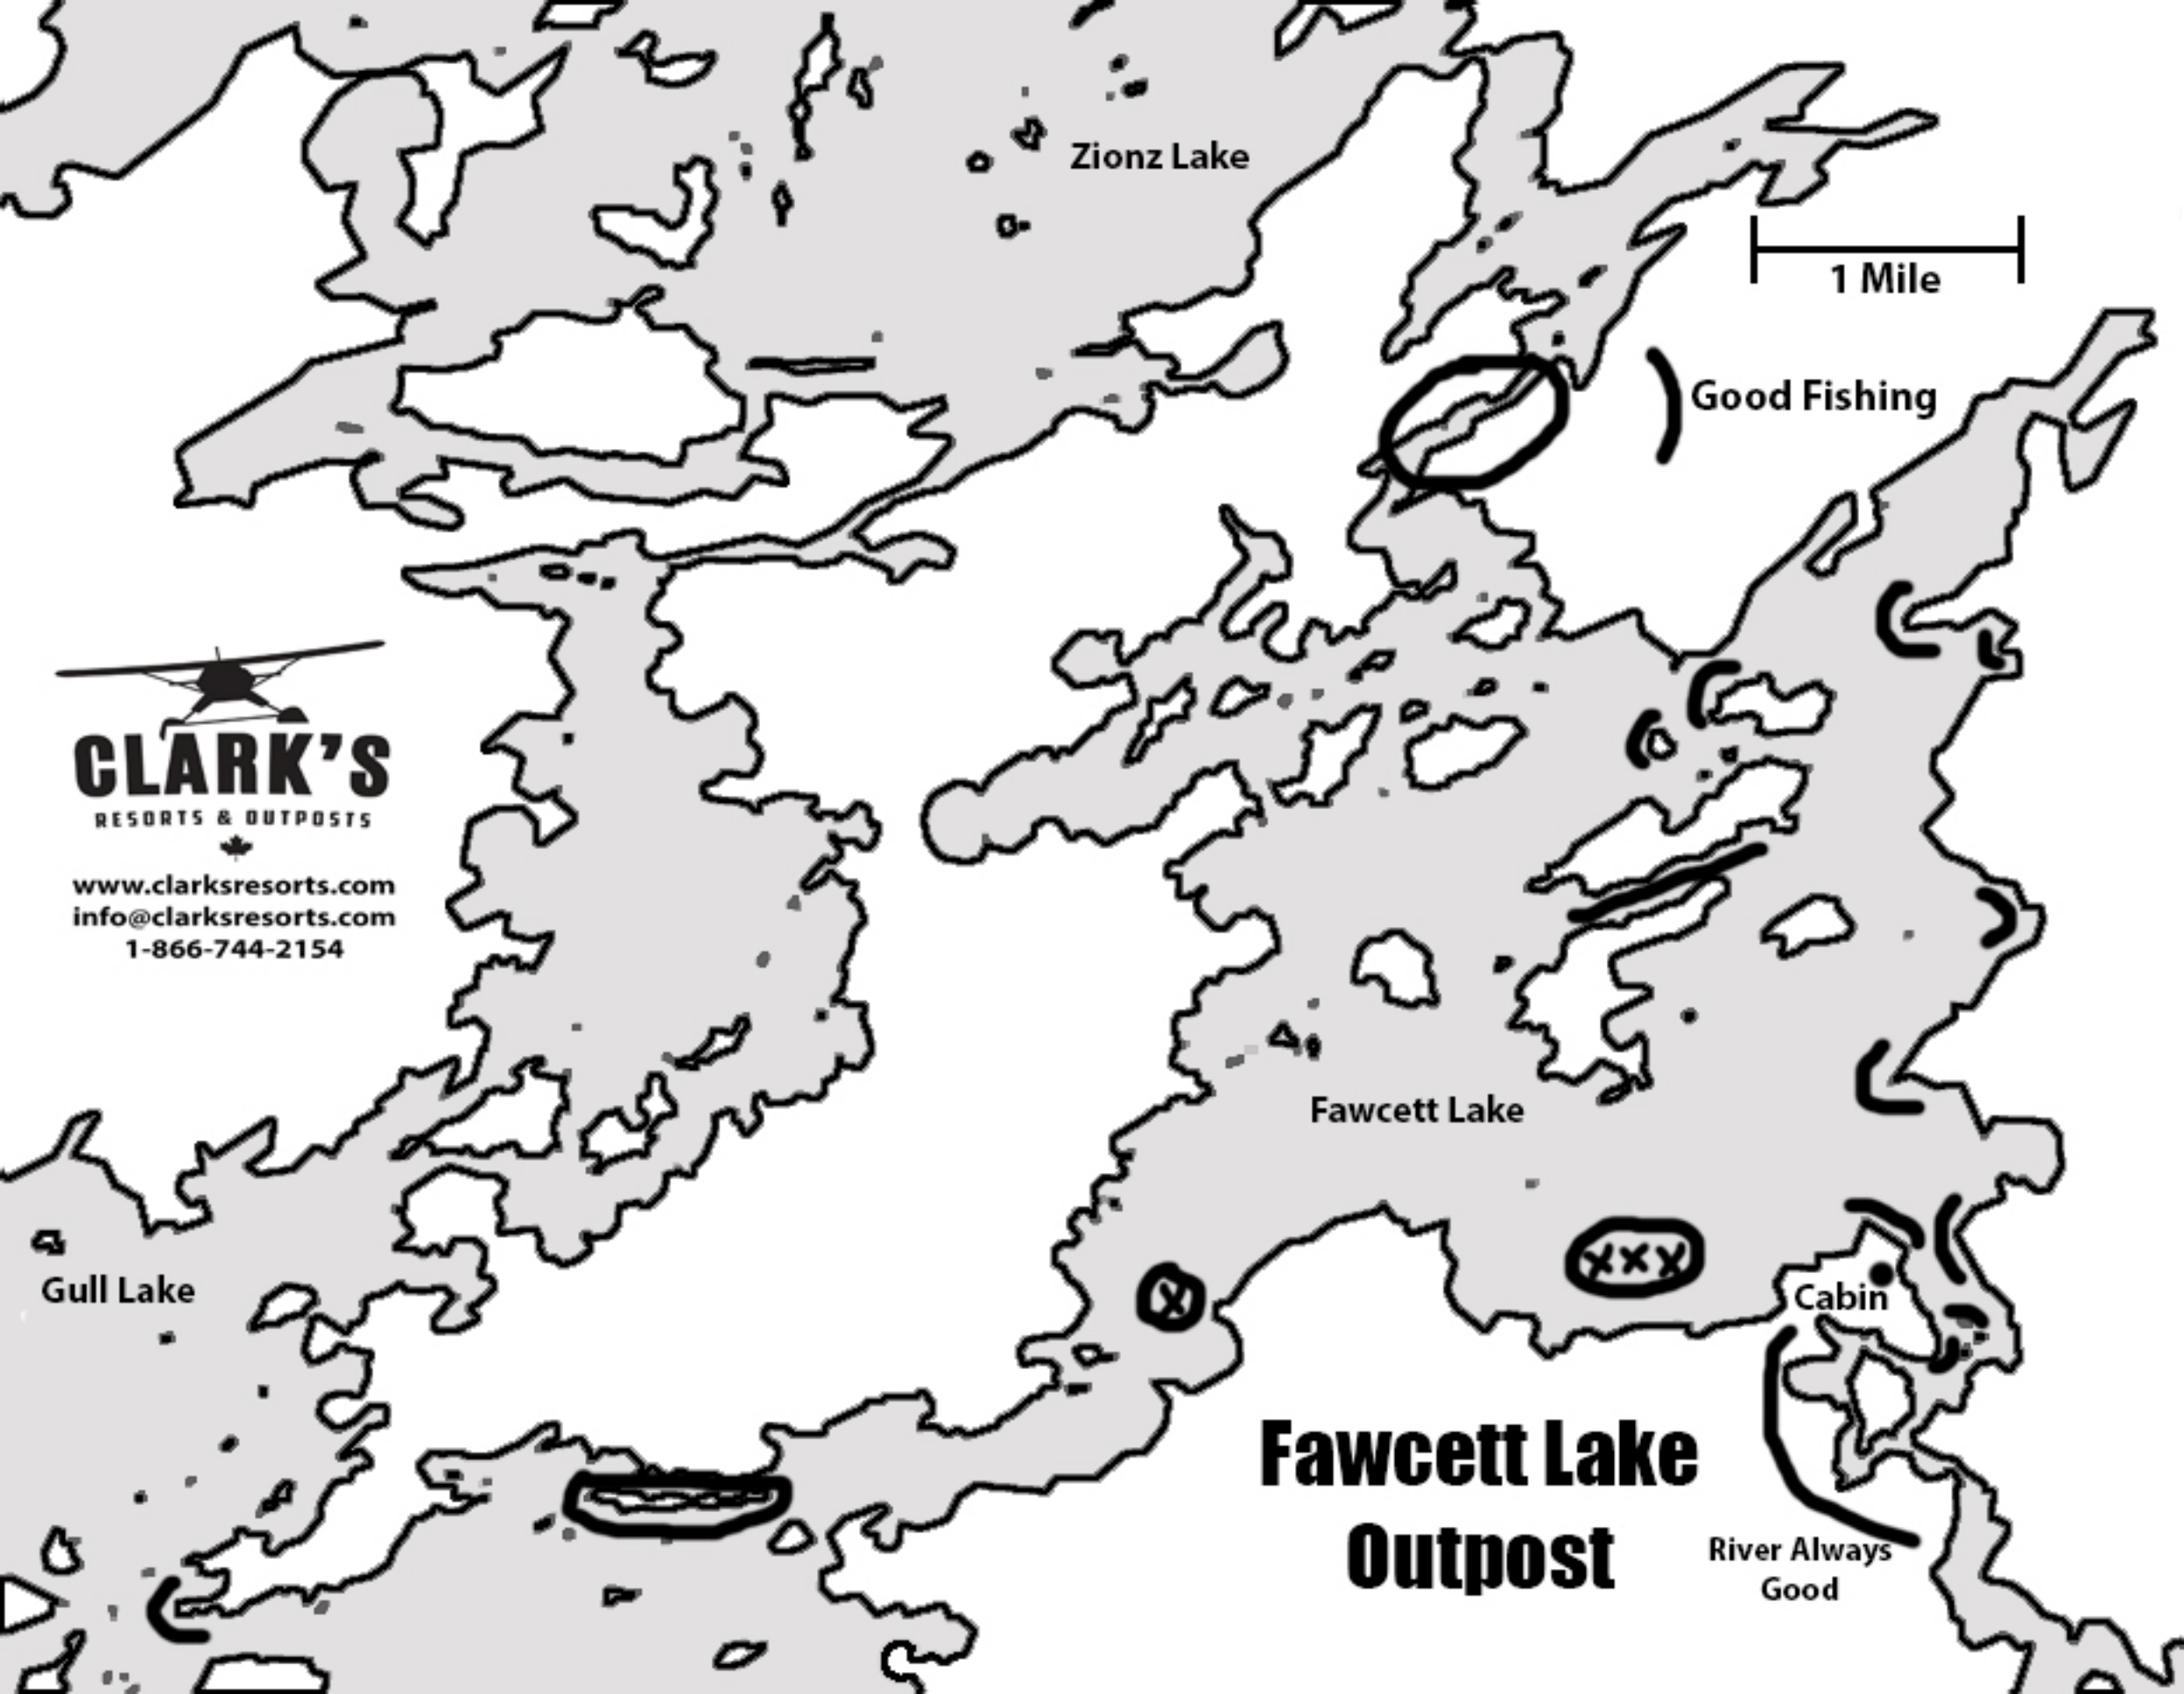 Zionz Lake
1 Mile
Good Fishing
CLARK'S
RESORTS & OUTPOSTS
www.clarksresorts.com
info@clarksresorts.com
1-866-744-2154
Fawcett Lake
XXX
Gull Lake
X
Cabin
Fawcett Lake
Outpost
River Always
Good